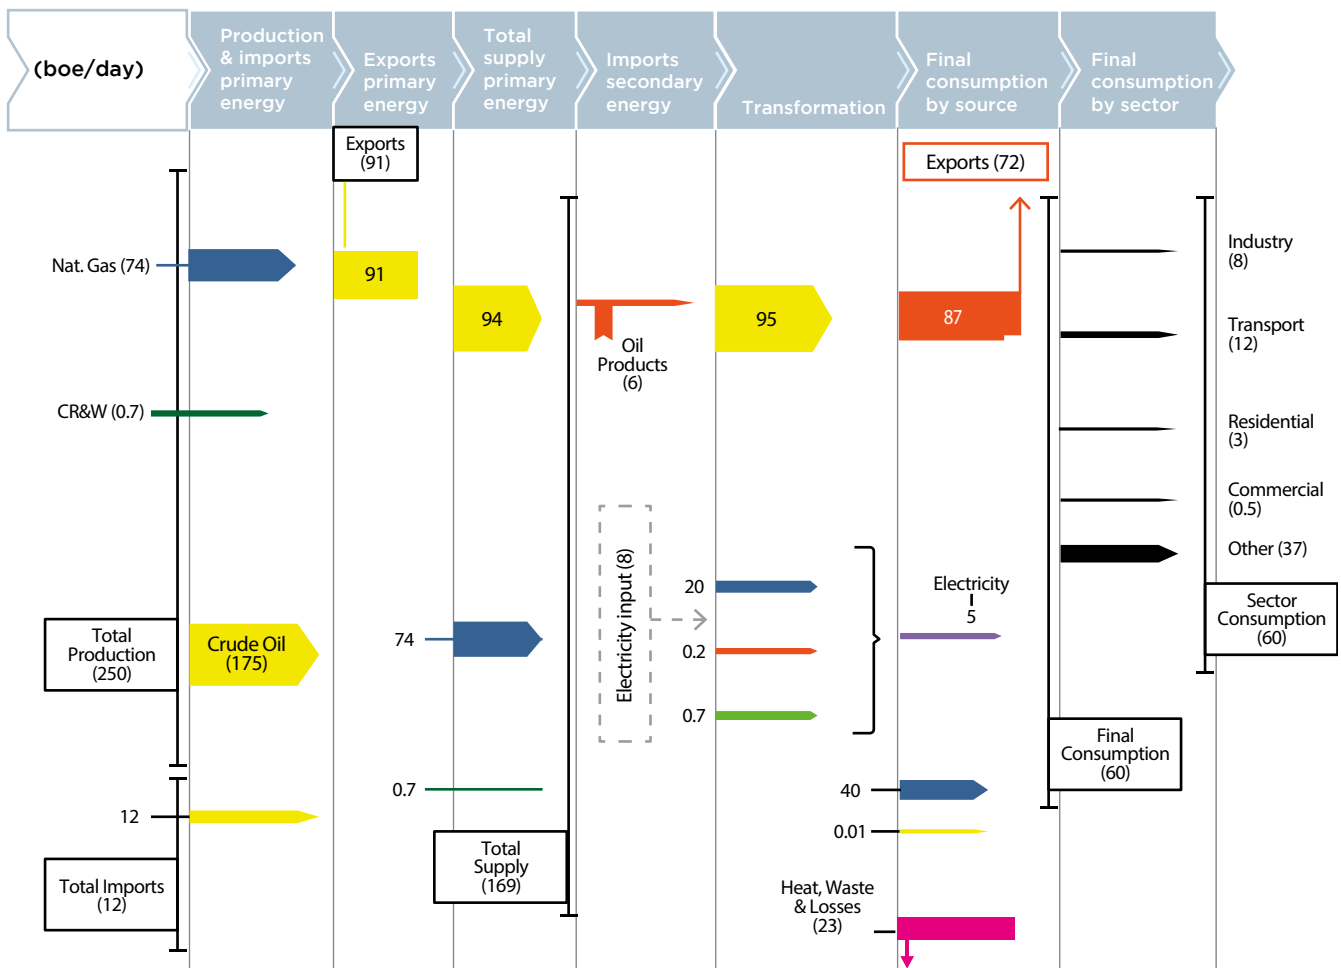 (boe/day)
Production
& imports
primary
energy
Exports
primary
energy
Total
supply
primary
energy
Imports
secondary
energy
Transformation
Final
consumption
by source
Final
consumption
by sector
Exports
(91)
Exports (72)
Nat. Gas (74)
91
94
Oil
Products
(6)
95
87
Industry
(8)
Transport
(12)
CR&W (0.7)
Residential
(3)
Commercial
(0.5)
Other (37)
Electricity input (8)
20
0.2
0.7
Electricity
5
Sector
Consumption
(60)
Total
Production
(250)
Crude Oil
(175)
74
0.7
Final
Consumption
(60)
12
40
0.01
Total
Supply
(169)
Total Imports
(12)
Heat, Waste
& Losses
(23)